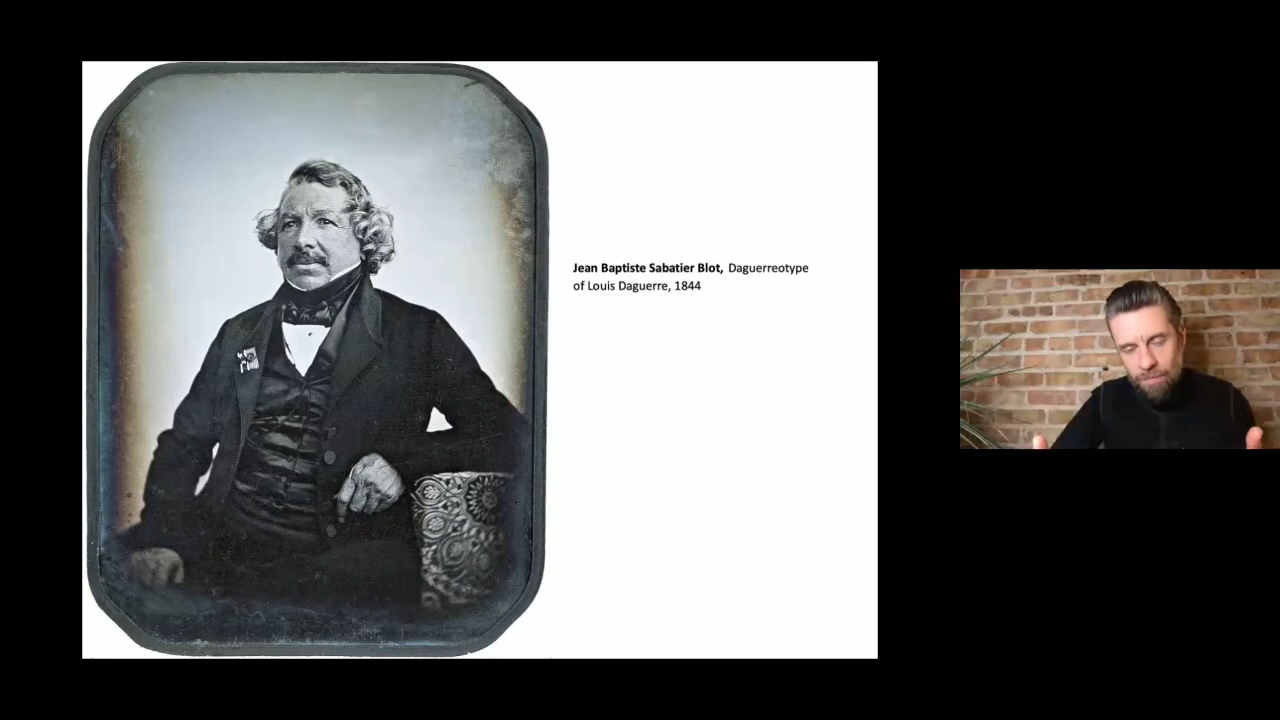 Jean Baptiste Sabatier Blot, Daguerreotype
of Louis Daguerre, 1844